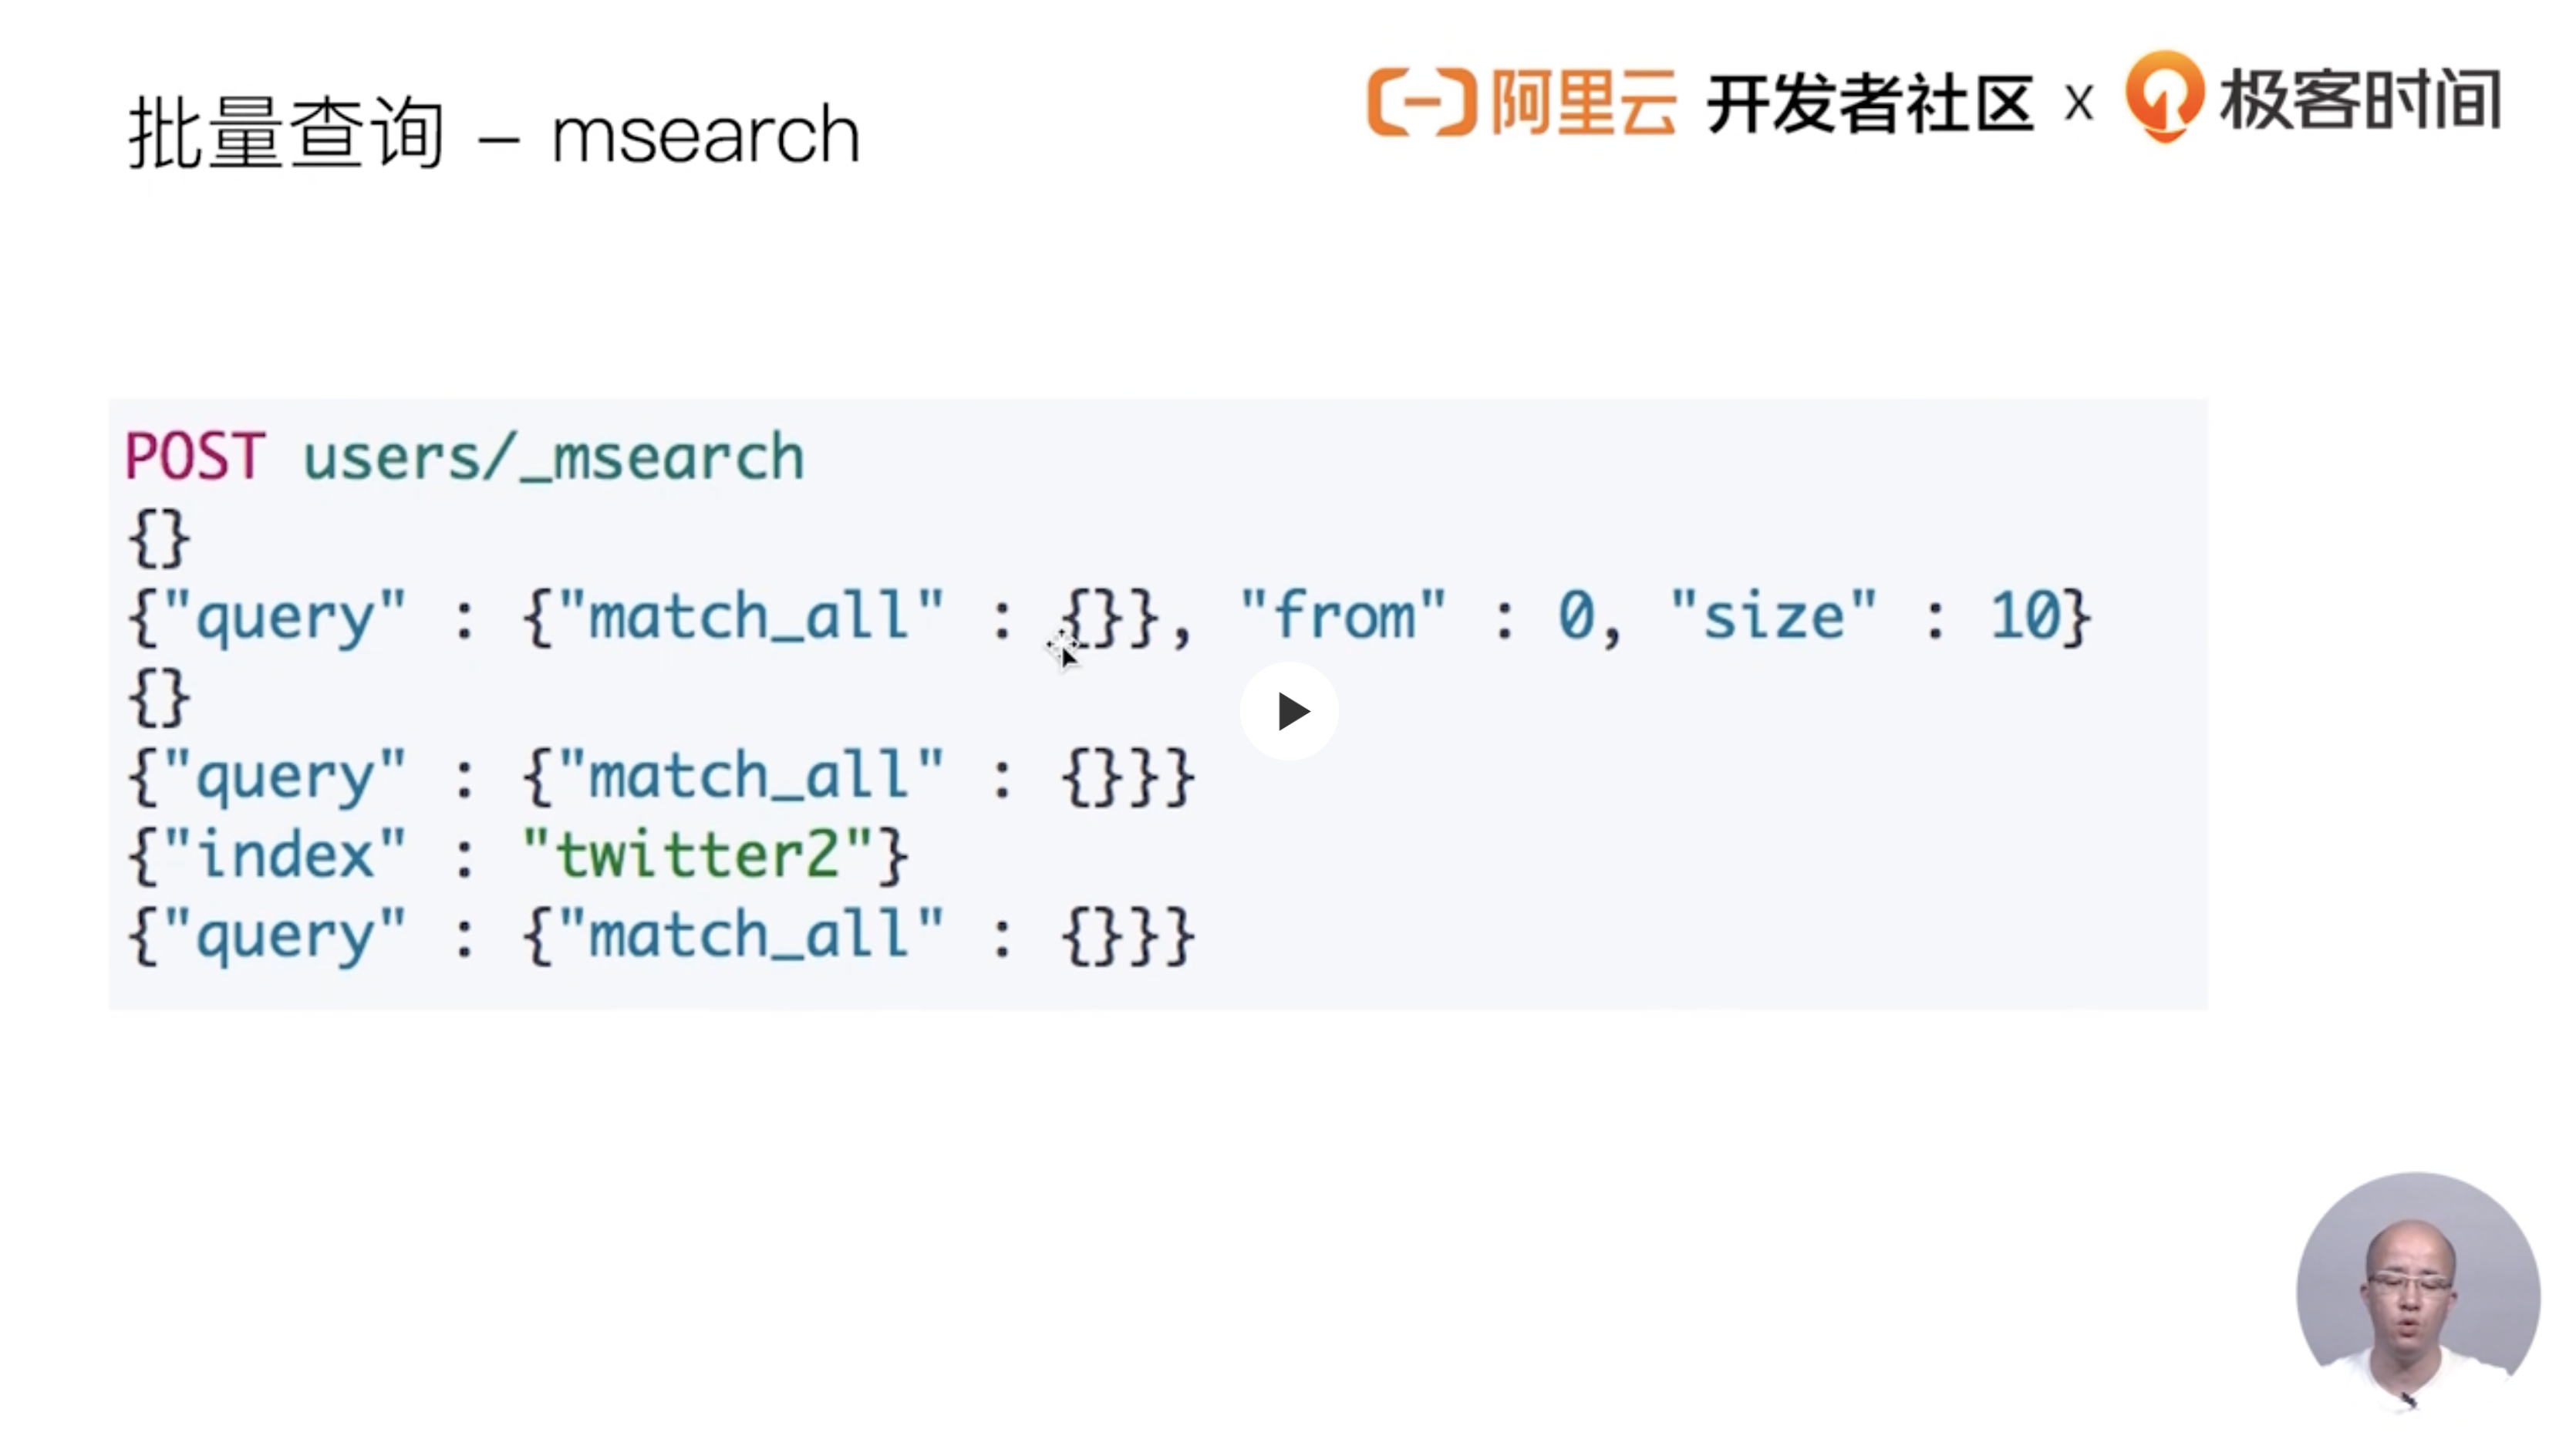 批量查询 – msearch
阿里云 开发者社区 x 极客时间
POST users/_msearch
{}
{"query" : {"match_all" : {}}, "from" : 0, "size" : 10}
{}
{"query" : {"match_all" : {}}}
{"index" : "twitter2"}
{"query" : {"match_all" : {}}}